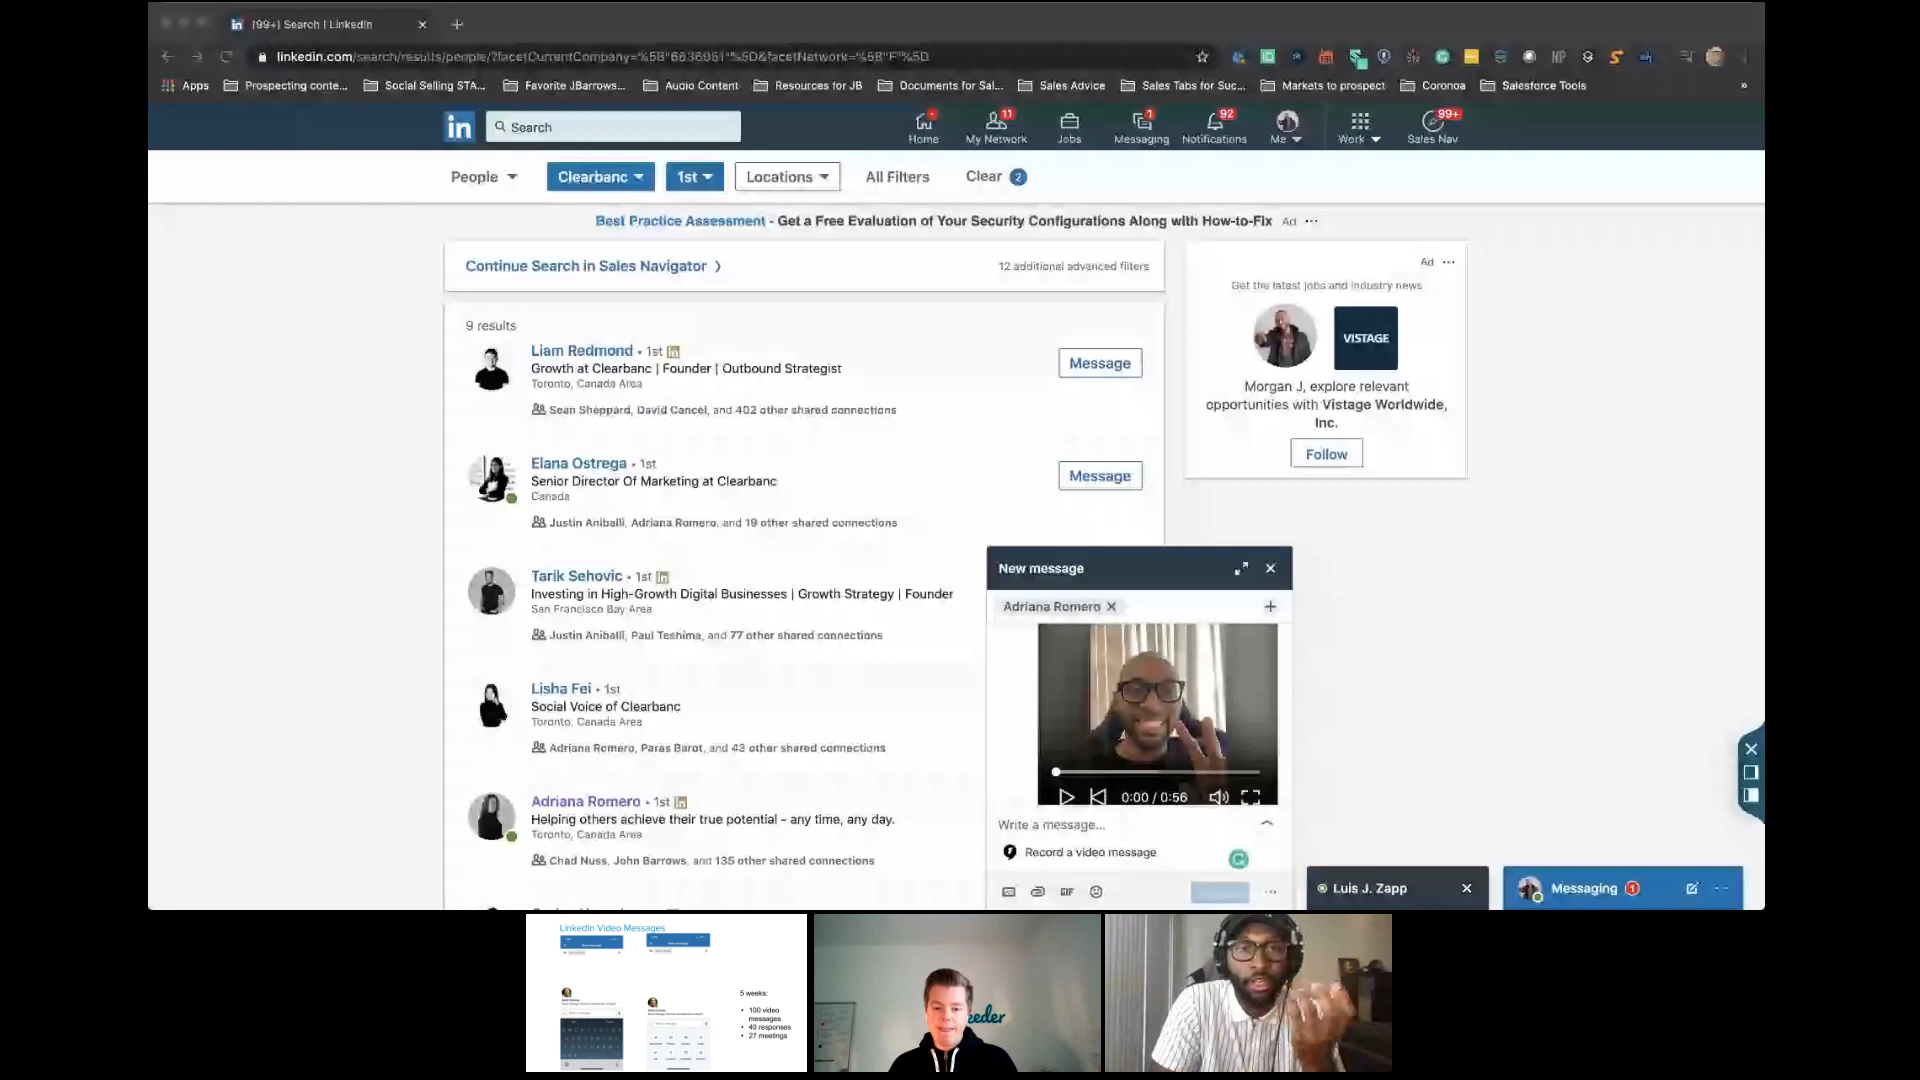 (99+) Search | LinkedIn
linkedin.com/search/results/people/?facetCurrentCompany=%5B"6636951"%5D&facetNetwork=%5B"F"%5D
Apps
Prospecting conte...
Social Selling STA...
Favorite JBarrows...
Audio Content
Resources for JB
Documents for Sal...
Sales Advice
Sales Tabs for Suc...
Markets to prospect
Coronoa
Salesforce Tools
»
in
Search
Home
11
My Network
Jobs
1
Messaging
92
Notifications
Me
Work
99+
Sales Nav
People
Clearbanc
1st
Locations
All Filters
Clear 2
Best Practice Assessment - Get a Free Evaluation of Your Security Configurations Along with How-to-Fix Ad ...
Continue Search in Sales Navigator
12 additional advanced filters
9 results
Liam Redmond • 1st in
Growth at Clearbanc | Founder | Outbound Strategist
Toronto, Canada Area
Sean Sheppard, David Cancel, and 402 other shared connections
Message
Elana Ostrega • 1st
Senior Director Of Marketing at Clearbanc
Canada
Justin Aniballi, Adriana Romero, and 19 other shared connections
Message
Tarik Sehovic • 1st in
Investing in High-Growth Digital Businesses | Growth Strategy | Founder
San Francisco Bay Area
Justin Aniballi, Paul Teshima, and 77 other shared connections
Lisha Fei • 1st
Social Voice of Clearbanc
Toronto, Canada Area
Adriana Romero, Paras Barot, and 43 other shared connections
Adriana Romero • 1st in
Helping others achieve their true potential - any time, any day.
Toronto, Canada Area
Chad Nuss, John Barrows, and 135 other shared connections
Ad ...
Get the latest jobs and industry news
VISTAGE
Morgan J, explore relevant
opportunities with Vistage Worldwide,
Inc.
Follow
New message
Adriana Romero
0:00 / 0:56
Write a message...
Record a video message
GIF
Luis J. Zapp
Messaging 1
LinkedIn Video Messages
5 weeks:
• 100 video
messages
• 40 responses
• 27 meetings
eeder